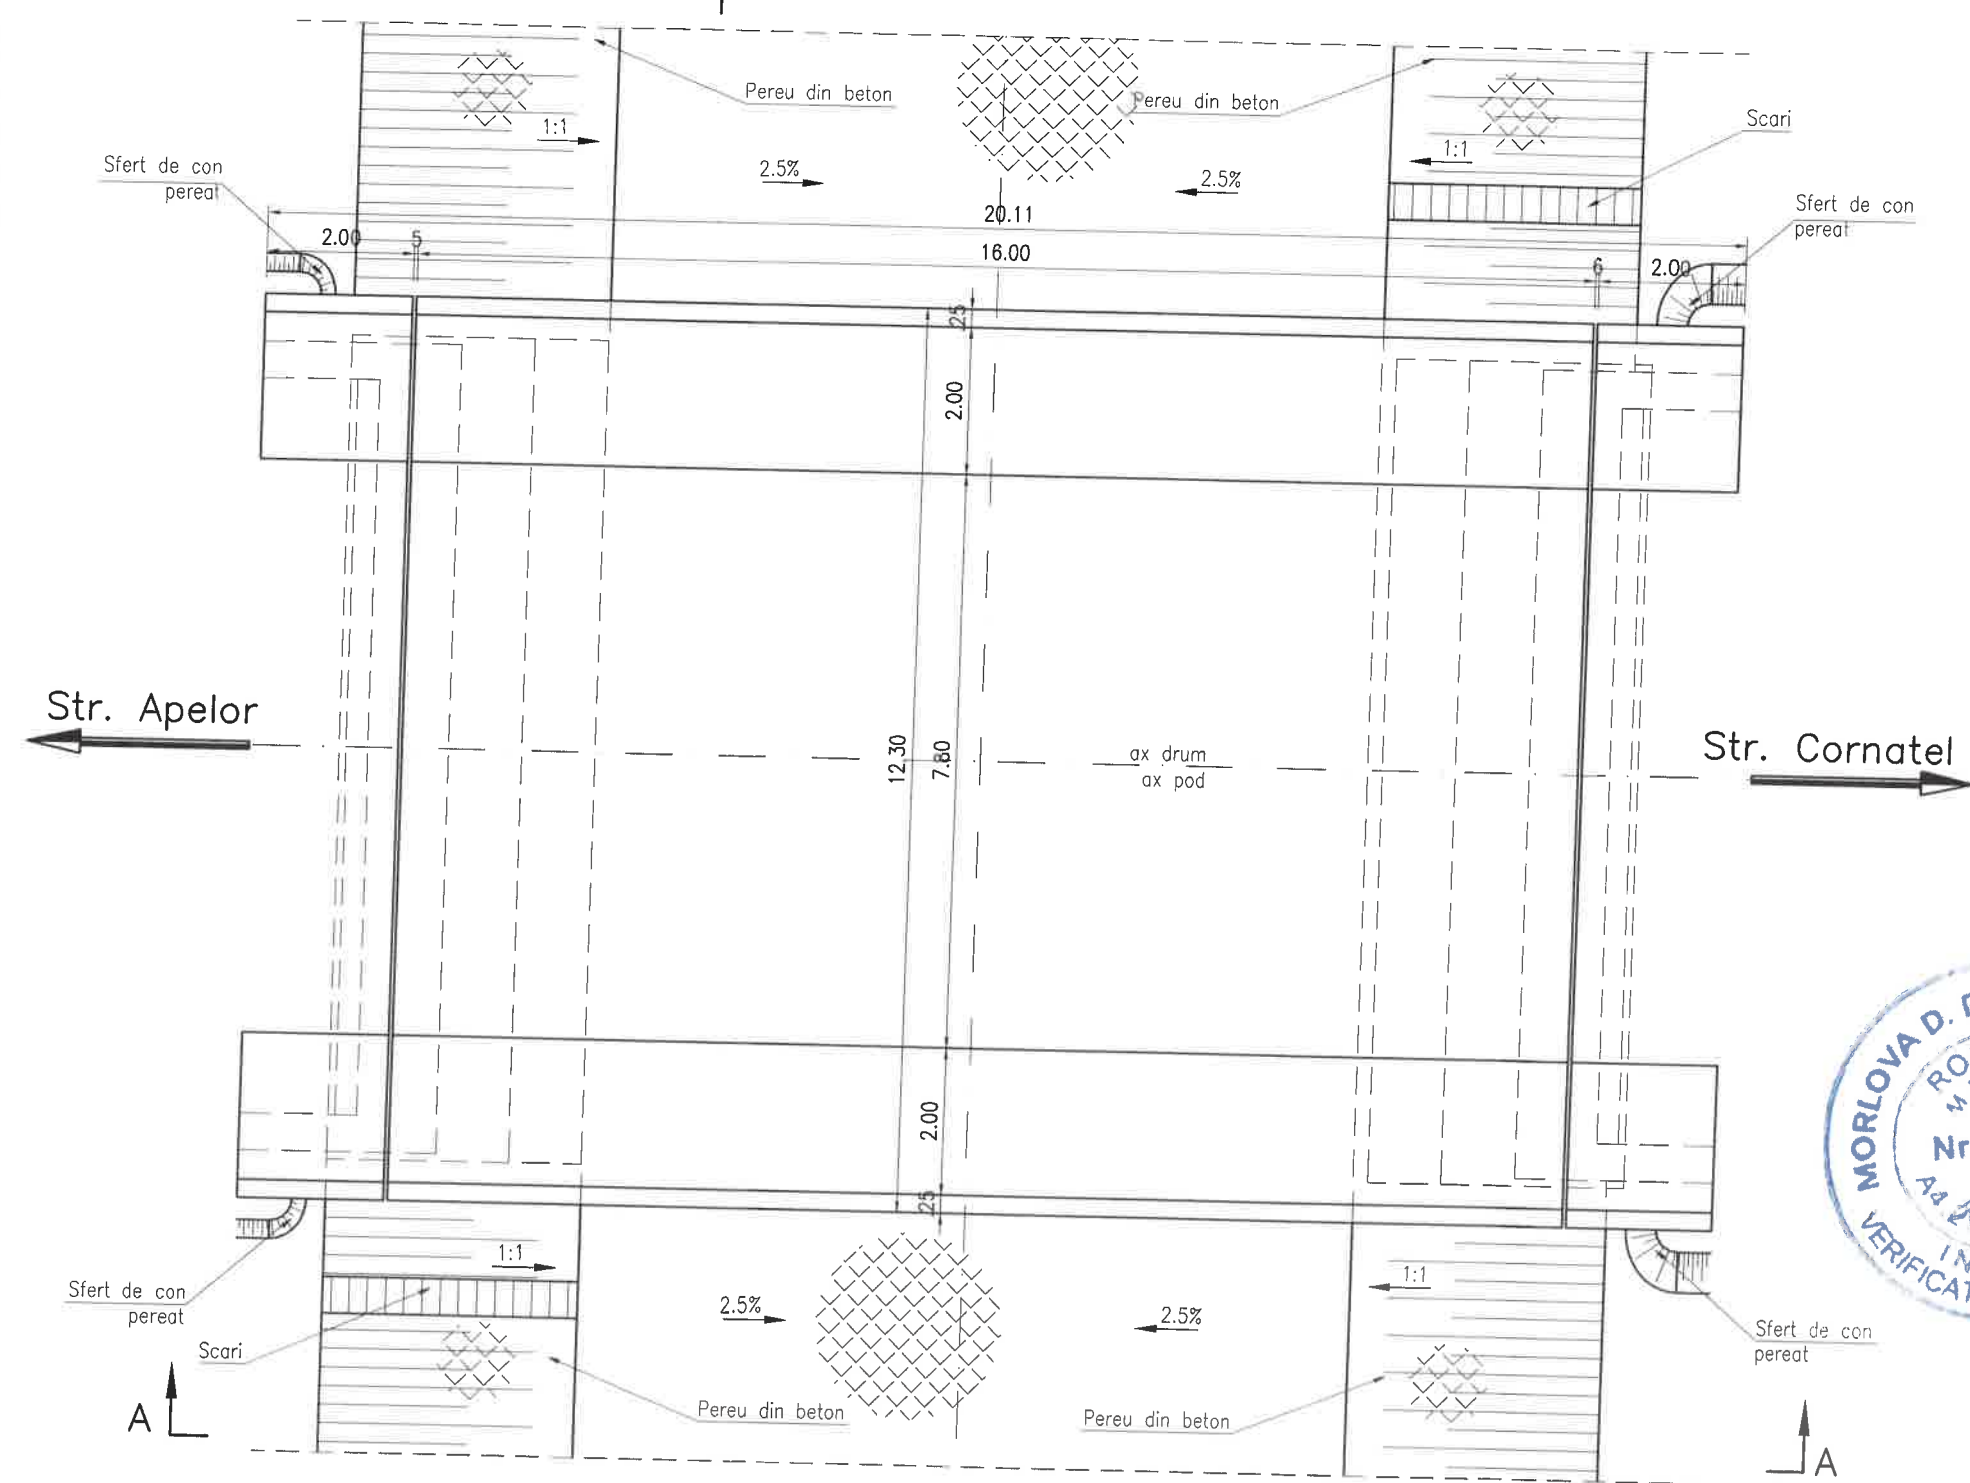 Pereu din beton
Pereu din beton
Scari
1:1
1:1
Sfert de con
pereat
2.5%
2.5%
Sfert de con
pereat
20.11
2.00
5
16.00
6
2.00
25
2.00
Str. Apelor
Str. Cornatel
12.30
7.80
ax drum
ax pod
2.00
25
1:1
1:1
Sfert de con
pereat
2.5%
2.5%
Scari
Sfert de con
pereat
A
Pereu din beton
Pereu din beton
A
MORLOVA D.